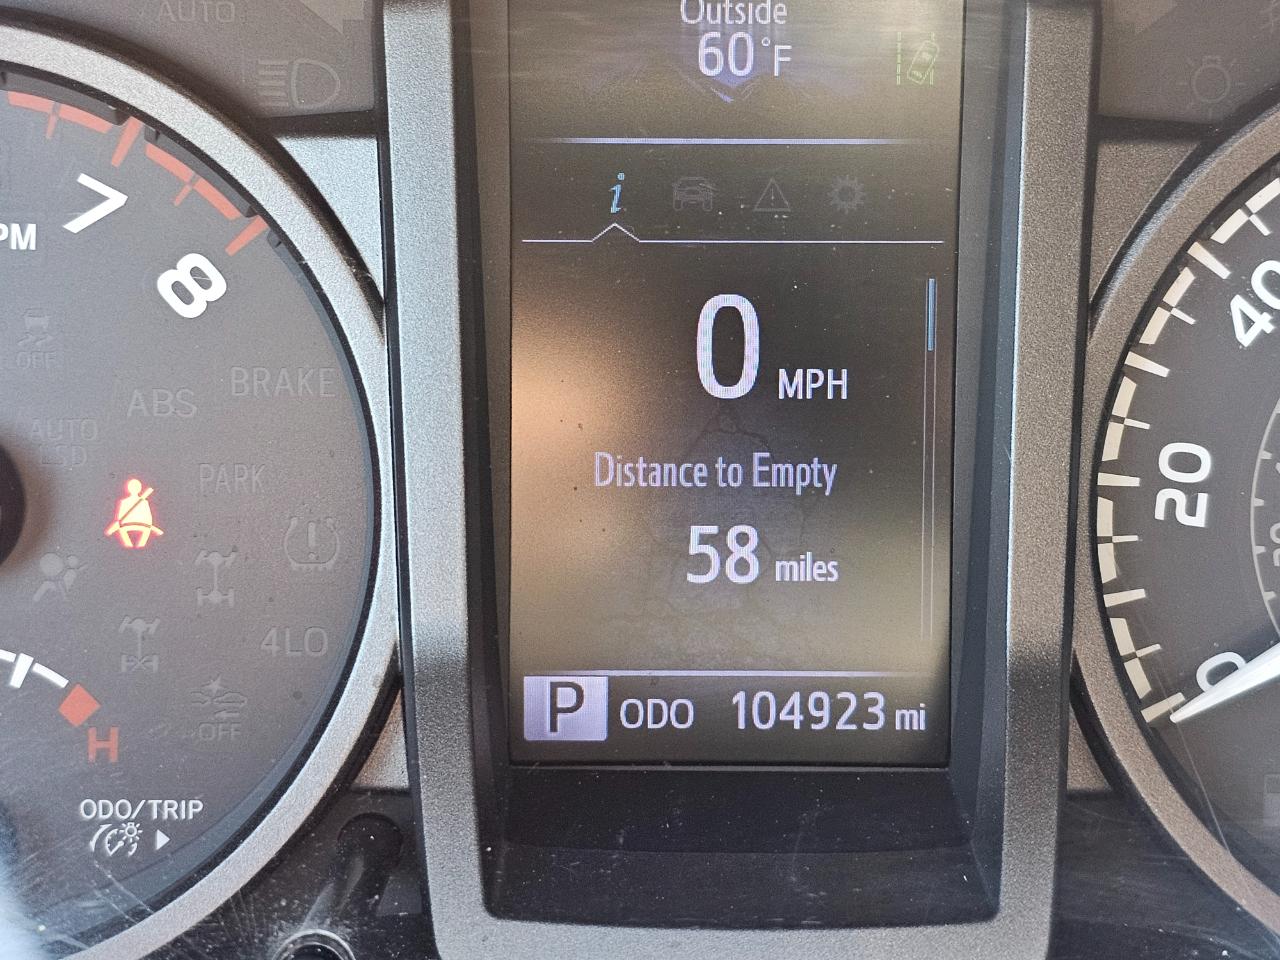 AUTO
Outside
60°F
i
7
PM
8
40
OFF
0 MPH
ABS
BRAKE
AUTO
LSD
Distance to Empty
PARK
20
58 miles
4LO
0
OFF
P ODO 104923 mi
H
ODO/TRIP